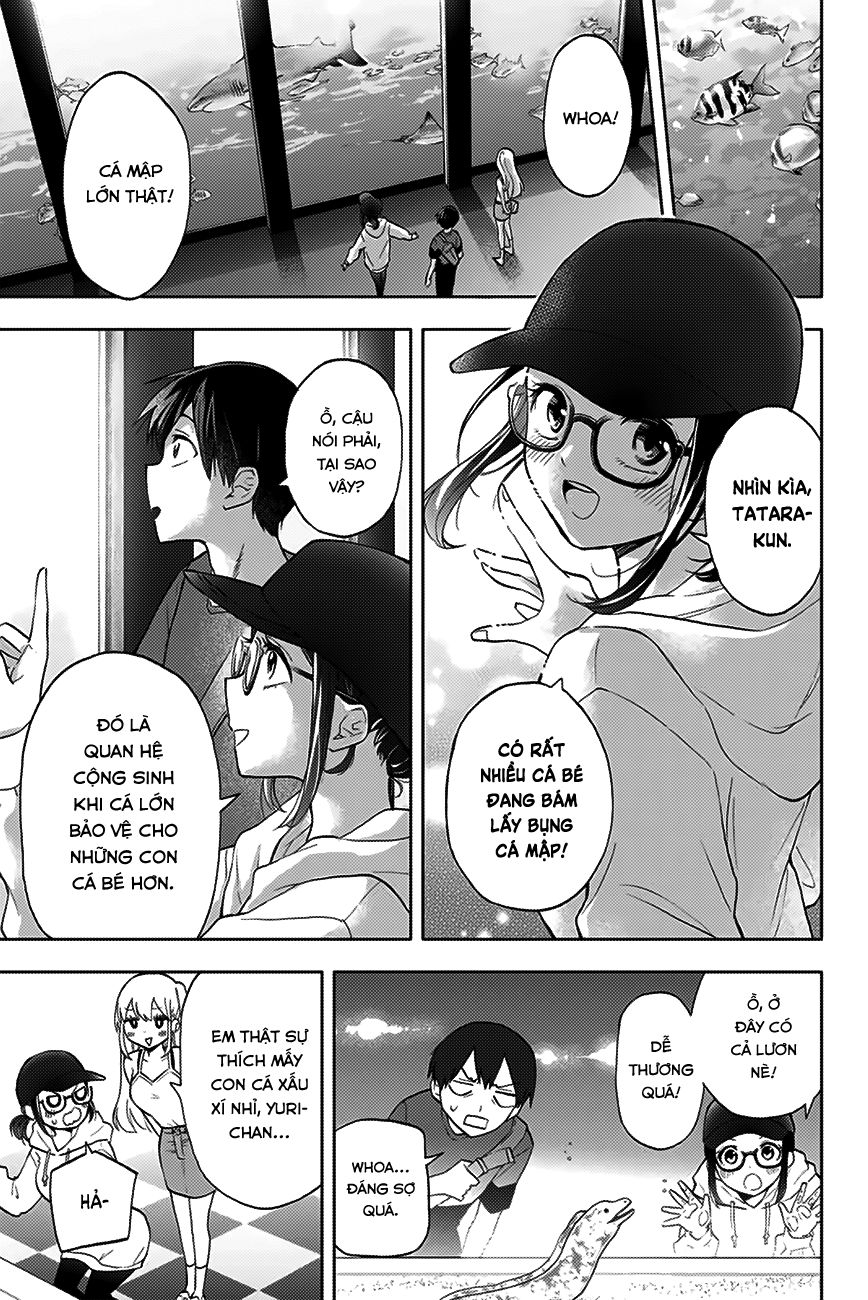 WHOA!
CÁ MẬP
LỚN THẬT!
NHÌN KÌA,
TATARA-
KUN.
CÓ RẤT
NHIỀU CÁ BÉ
ĐANG BÁM
LẤY BỤNG
CÁ MẬP!
Ồ, CẬU
NÓI PHẢI,
TẠI SAO
VẬY?
ĐÓ LÀ
QUAN HỆ
CỘNG SINH
KHI CÁ LỚN
BẢO VỆ CHO
NHỮNG CON
CÁ BÉ HƠN.
Ồ, Ở
ĐÂY CÓ
CẢ LƯƠN
NÈ!
DỄ
THƯƠNG
QUÁ!
WHOA...
ĐÁNG SỢ
QUÁ.
EM THẬT SỰ
THÍCH MẤY
CON CÁ XẤU
XÍ NHỈ, YURI-
CHAN...
HẢ-